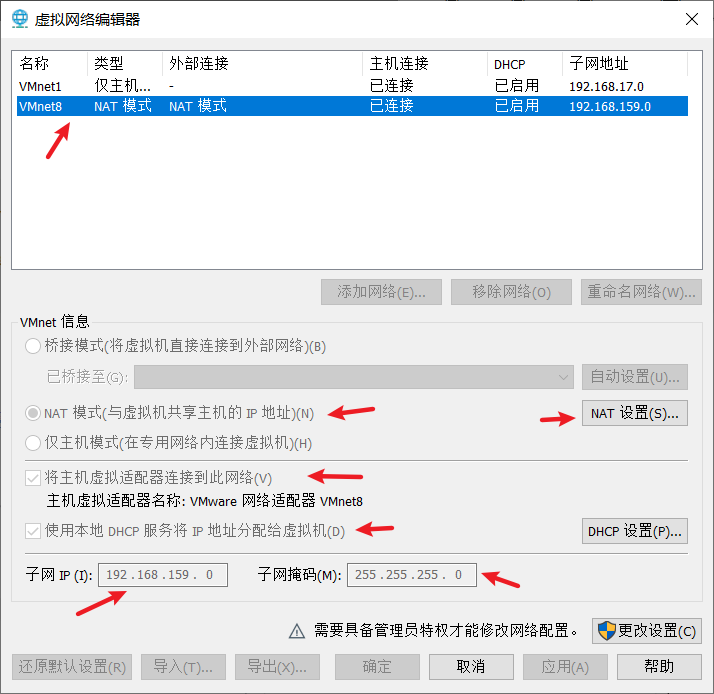 虚拟网络编辑器
名称 类型 外部连接 主机连接 DHCP 子网地址
VMnet1 仅主机... - 已连接 已启用 192.168.17.0
VMnet8 NAT 模式 NAT 模式 已连接 已启用 192.168.159.0
添加网络(E)... 移除网络(O) 重命名网络(W)...
VMnet 信息
桥接模式(将虚拟机直接连接到外部网络)(B)
已桥接至(G): 自动设置(U)...
NAT 模式(与虚拟机共享主机的 IP 地址)(N) NAT 设置(S)...
仅主机模式(在专用网络内连接虚拟机)(H)
将主机虚拟适配器连接到此网络(V)
主机虚拟适配器名称: VMware 网络适配器 VMnet8
使用本地 DHCP 服务将 IP 地址分配给虚拟机(D) DHCP 设置(P)...
子网 IP (I): 192 . 168 . 159 . 0 子网掩码(M): 255 . 255 . 255 . 0
需要具备管理员特权才能修改网络配置。 更改设置(C)
还原默认设置(R) 导入(T)... 导出(X)... 确定 取消 应用(A) 帮助